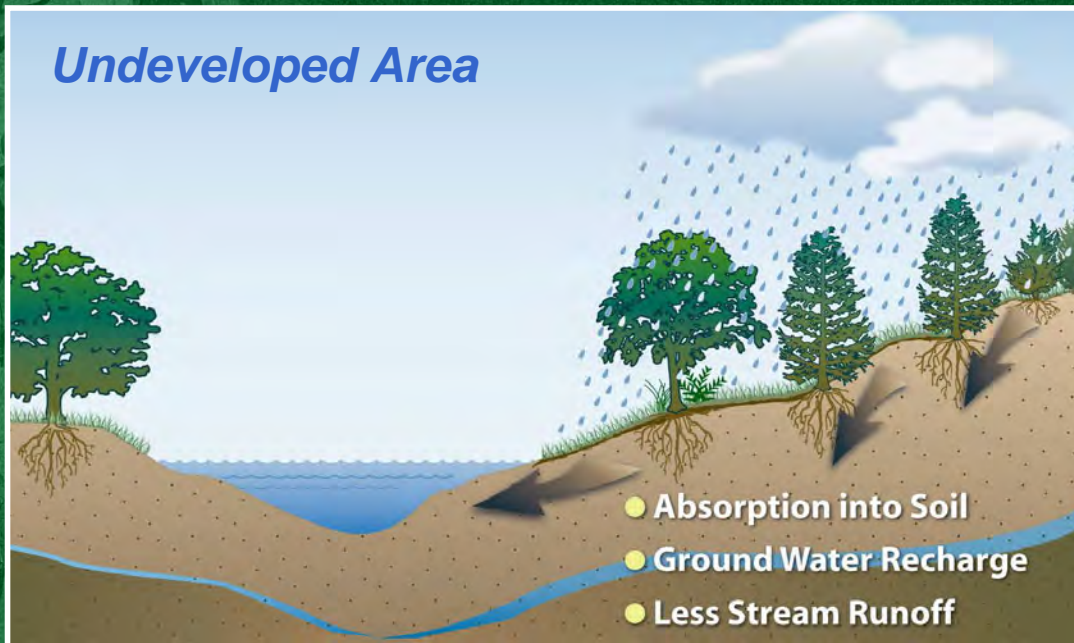 Undeveloped Area
Absorption into Soil
Ground Water Recharge
Less Stream Runoff